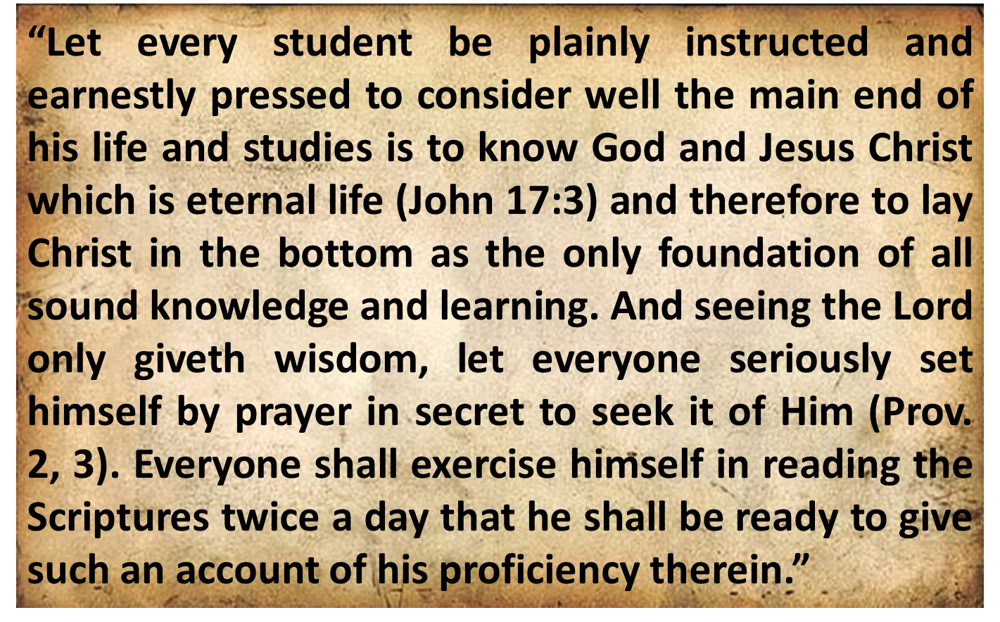 “Let every student be plainly instructed and
earnestly pressed to consider well the main end of
his life and studies is to know God and Jesus Christ
which is eternal life (John 17:3) and therefore to lay
Christ in the bottom as the only foundation of all
sound knowledge and learning. And seeing the Lord
only giveth wisdom, let everyone seriously set
himself by prayer in secret to seek it of Him (Prov.
2, 3). Everyone shall exercise himself in reading the
Scriptures twice a day that he shall be ready to give
such an account of his proficiency therein.”